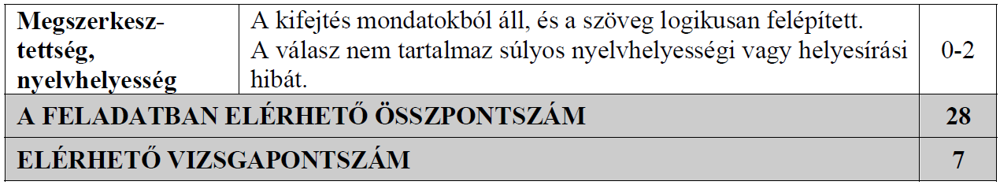 Megszerkesz-
tettség,
nyelvhelyesség
A kifejtés mondatokból áll, és a szöveg logikusan felépített.
A válasz nem tartalmaz súlyos nyelvhelyességi vagy helyesírási
hibát.
0-2
A FELADATBAN ELÉRHETŐ ÖSSZPONTSZÁM 28
ELÉRHETŐ VIZSGAPONTSZÁM 7